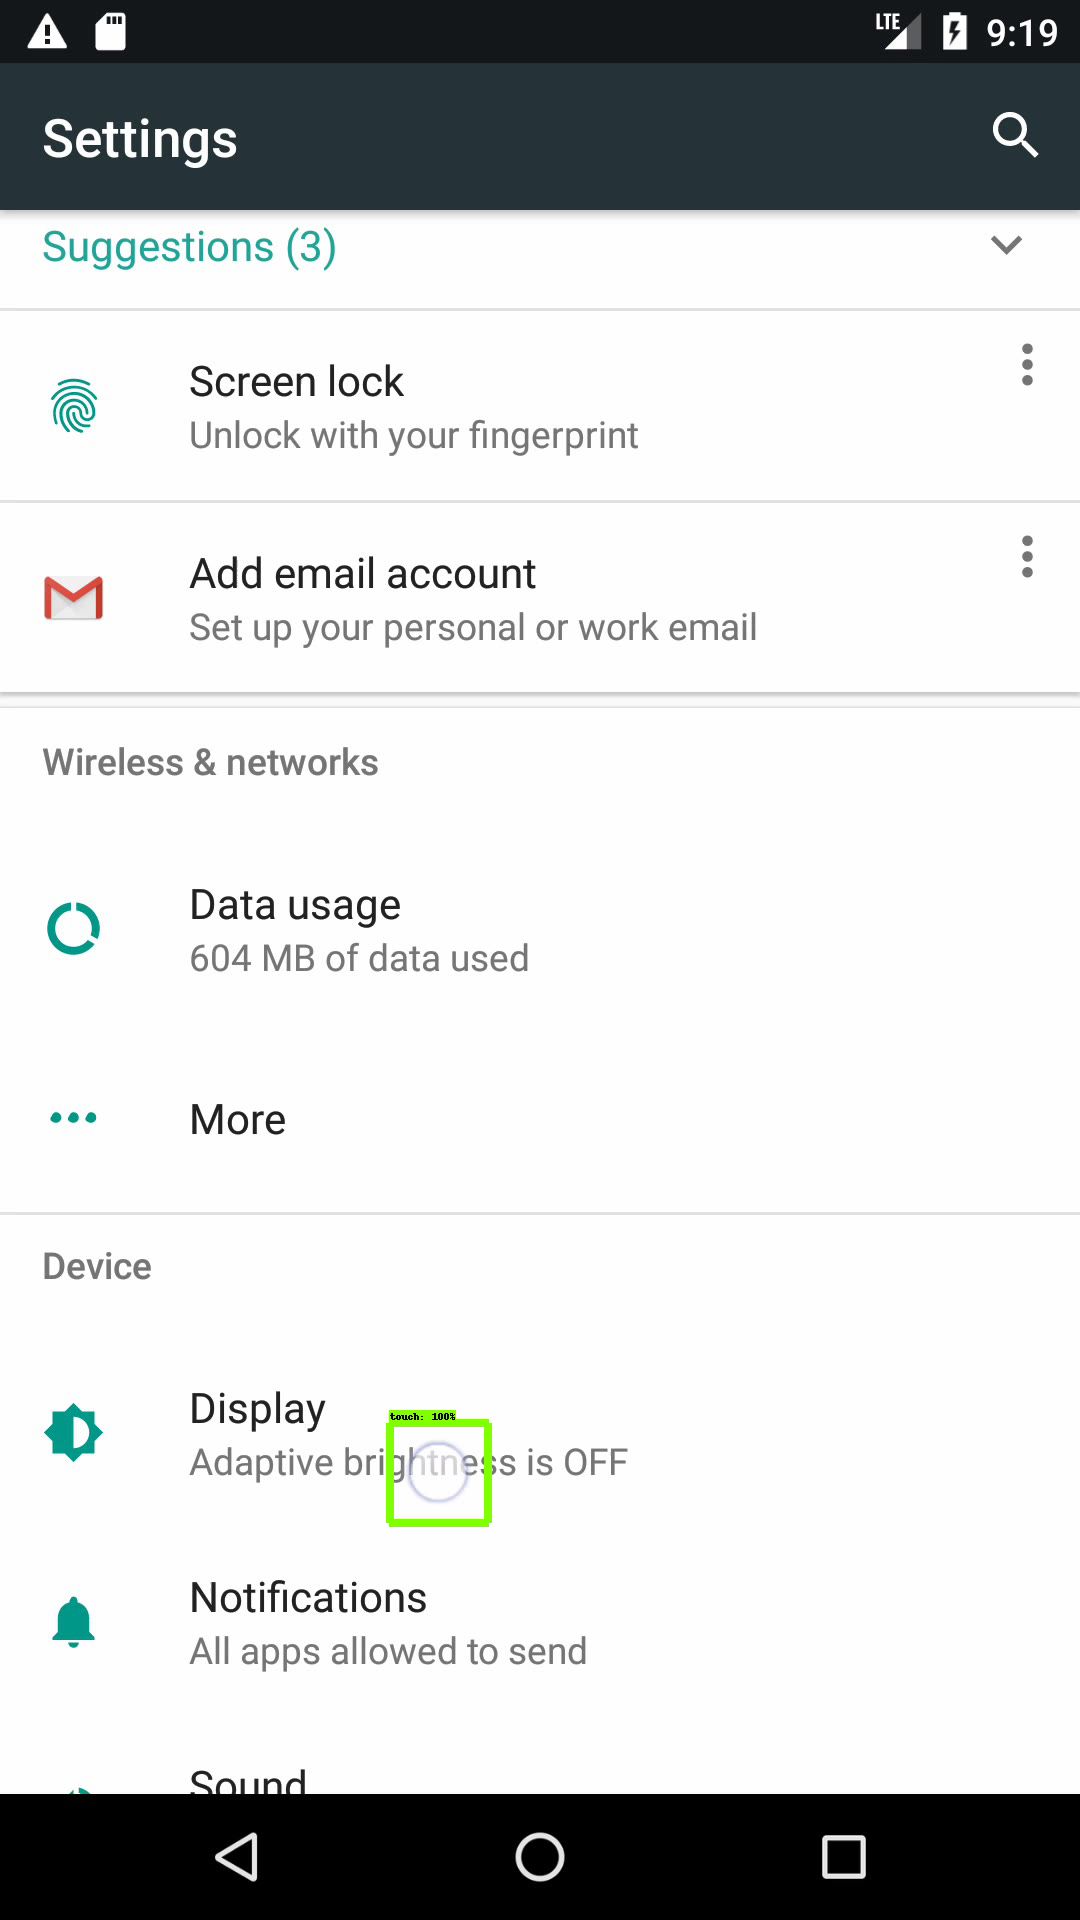 LTE 9:19
Settings
Suggestions (3)
Screen lock
Unlock with your fingerprint
Add email account
Set up your personal or work email
Wireless & networks
Data usage
604 MB of data used
More
Device
Display
touch: 100%
Adaptive brightness is OFF
Notifications
All apps allowed to send
Sound